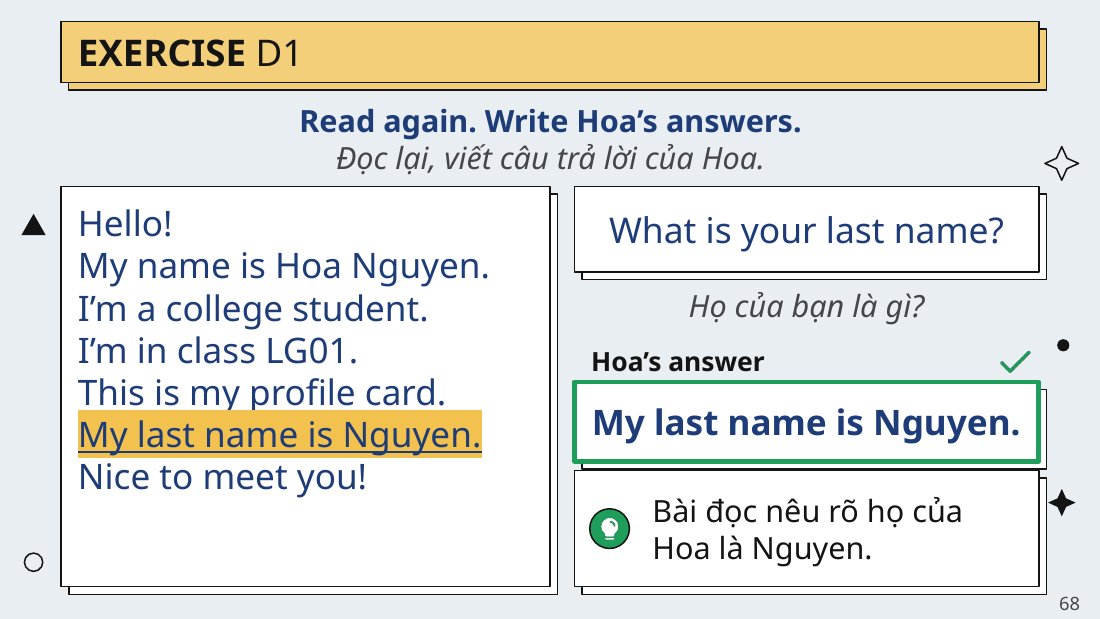 EXERCISE D1
Read again. Write Hoa’s answers.
Đọc lại, viết câu trả lời của Hoa.
Hello!
My name is Hoa Nguyen.
I’m a college student.
I’m in class LG01.
This is my profile card.
My last name is Nguyen.
Nice to meet you!
What is your last name?
Họ của bạn là gì?
Hoa’s answer
My last name is Nguyen.
Bài đọc nêu rõ họ của
Hoa là Nguyen.
68